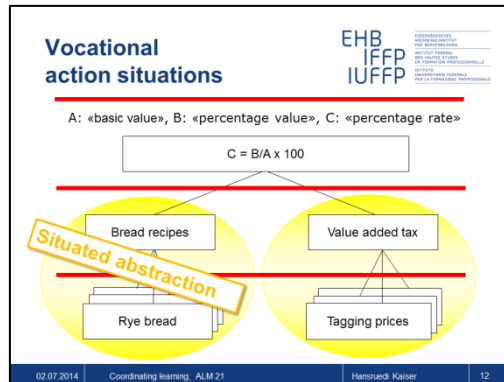 Vocational
action situations
EHB
IFFP
IUFFP
EIDGENÖSSISCHES
HOCHSCHULINSTITUT
FÜR BERUFSBILDUNG
INSTITUT FÉDÉRAL
DES HAUTES ÉTUDES
EN FORMATION PROFESSIONNELLE
ISTITUTO
UNIVERSITARIO FEDERALE
PER LA FORMAZIONE PROFESSIONALE
A: «basic value», B: «percentage value», C: «percentage rate»
C = B/A x 100
Bread recipes
Value added tax
Situated abstraction
Rye bread
Tagging prices
02.07.2014
Coordinating learning, ALM 21
Hansruedi Kaiser
12